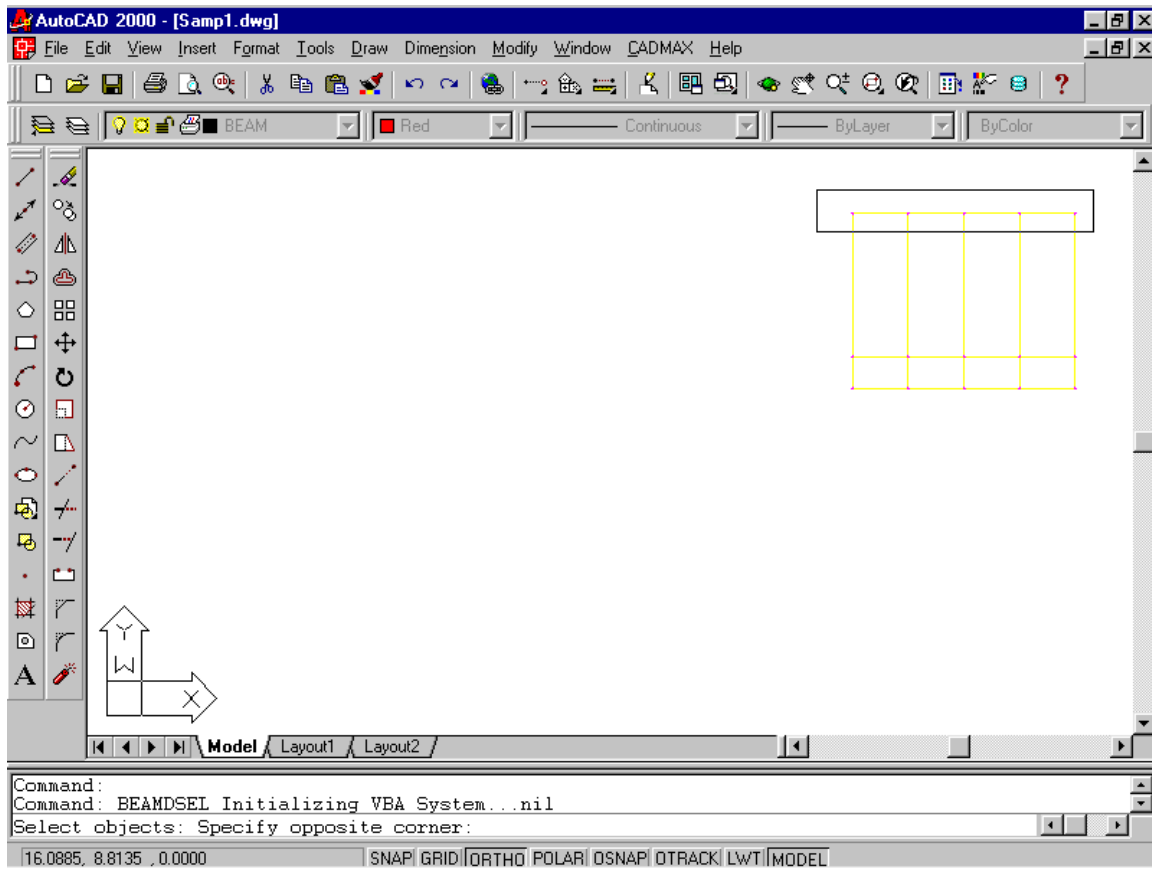 AutoCAD 2000 - [Samp1.dwg]
File Edit View Insert Format Tools Draw Dimension Modify Window CADMAX Help
BEAM Red Continuous ByLayer ByColor
Y
W
X
A
Model Layout1 Layout2
Command:
Command: BEAMDSEL Initializing VBA System...nil
Select objects: Specify opposite corner:
16.0885, 8.8135 , 0.0000 SNAP GRID ORTHO POLAR OSNAP OTRACK LWT MODEL